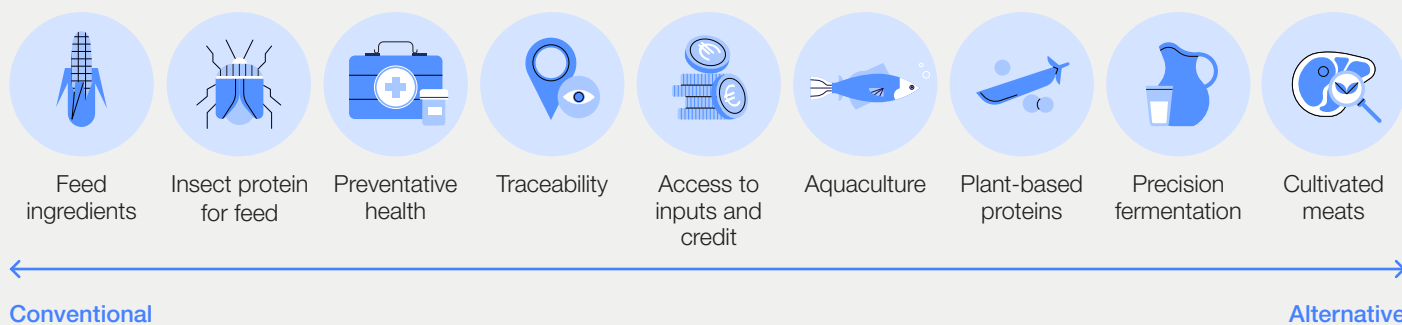 Feed
ingredients
Insect protein
for feed
Preventative
health
Traceability
Access to
inputs and
credit
Aquaculture
Plant-based
proteins
Precision
fermentation
Cultivated
meats
Conventional
Alternative